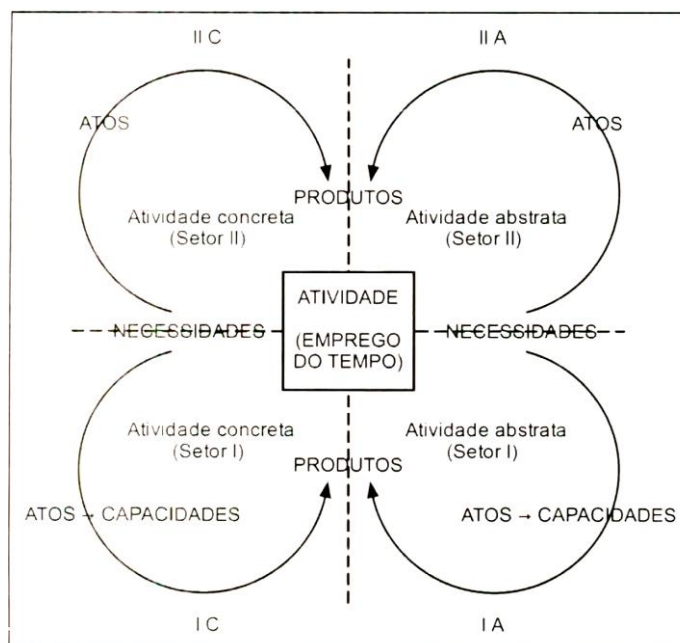 II C
II A
ATOS
ATOS
PRODUTOS
Atividade concreta
(Setor II)
Atividade abstrata
(Setor II)
ATIVIDADE
(EMPREGO
DO TEMPO)
NECESSIDADES
NECESSIDADES
Atividade concreta
(Setor I)
Atividade abstrata
(Setor I)
PRODUTOS
ATOS → CAPACIDADES
ATOS → CAPACIDADES
I C
I A